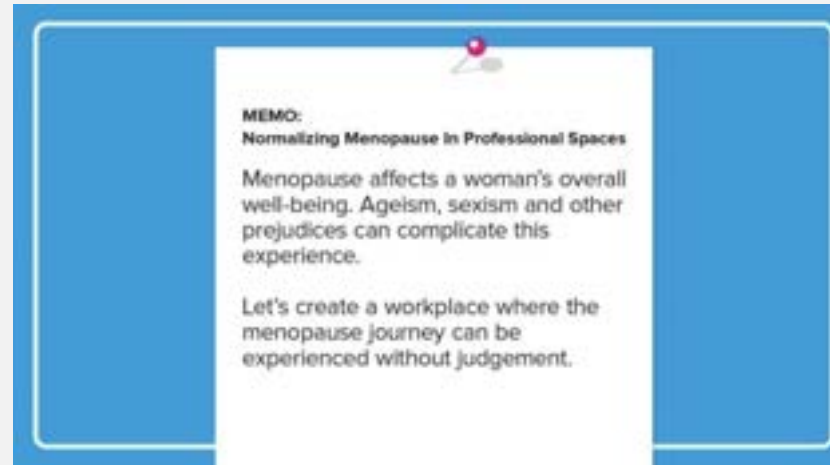 MEMO:
Normalizing Menopause In Professional Spaces
Menopause affects a woman's overall
well-being. Ageism, sexism and other
prejudices can complicate this
experience.
Let's create a workplace where the
menopause journey can be
experienced without judgement.